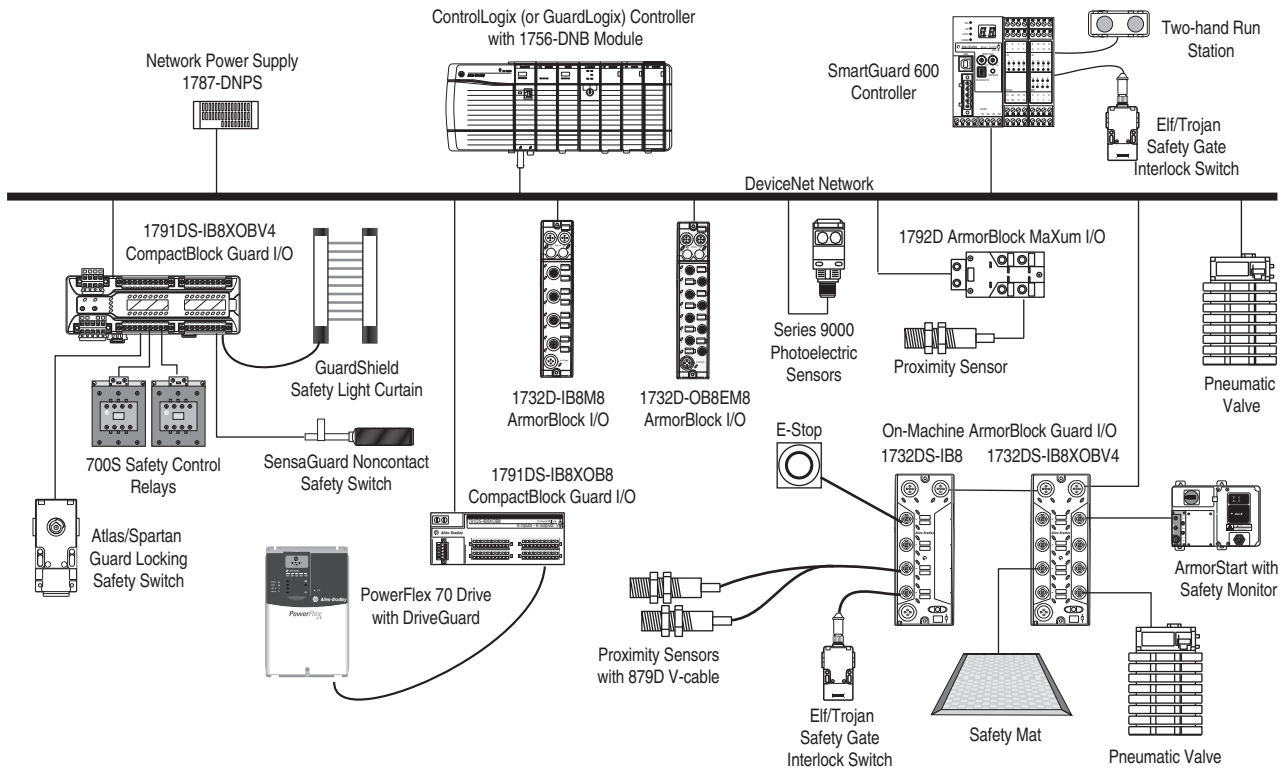 ControlLogix (or GuardLogix) Controller
with 1756-DNB Module
Network Power Supply
1787-DNPS
SmartGuard 600
Controller
Two-hand Run
Station
Elf/Trojan
Safety Gate
Interlock Switch
DeviceNet Network
1791DS-IB8XOBV4
CompactBlock Guard I/O
GuardShield
Safety Light Curtain
1732D-IB8M8
ArmorBlock I/O
1732D-OB8EM8
ArmorBlock I/O
Series 9000
Photoelectric
Sensors
1792D ArmorBlock MaXum I/O
Proximity Sensor
Pneumatic
Valve
700S Safety Control
Relays
SensaGuard Noncontact
Safety Switch
Atlas/Spartan
Guard Locking
Safety Switch
1791DS-IB8XOB8
CompactBlock Guard I/O
Allen-Bradley
PowerFlex 70 Drive
with DriveGuard
Allen-Bradley
PowerFlex
E-Stop
On-Machine ArmorBlock Guard I/O
1732DS-IB8
1732DS-IB8XOBV4
ArmorStart with
Safety Monitor
Proximity Sensors
with 879D V-cable
Elf/Trojan
Safety Gate
Interlock Switch
Safety Mat
Pneumatic Valve